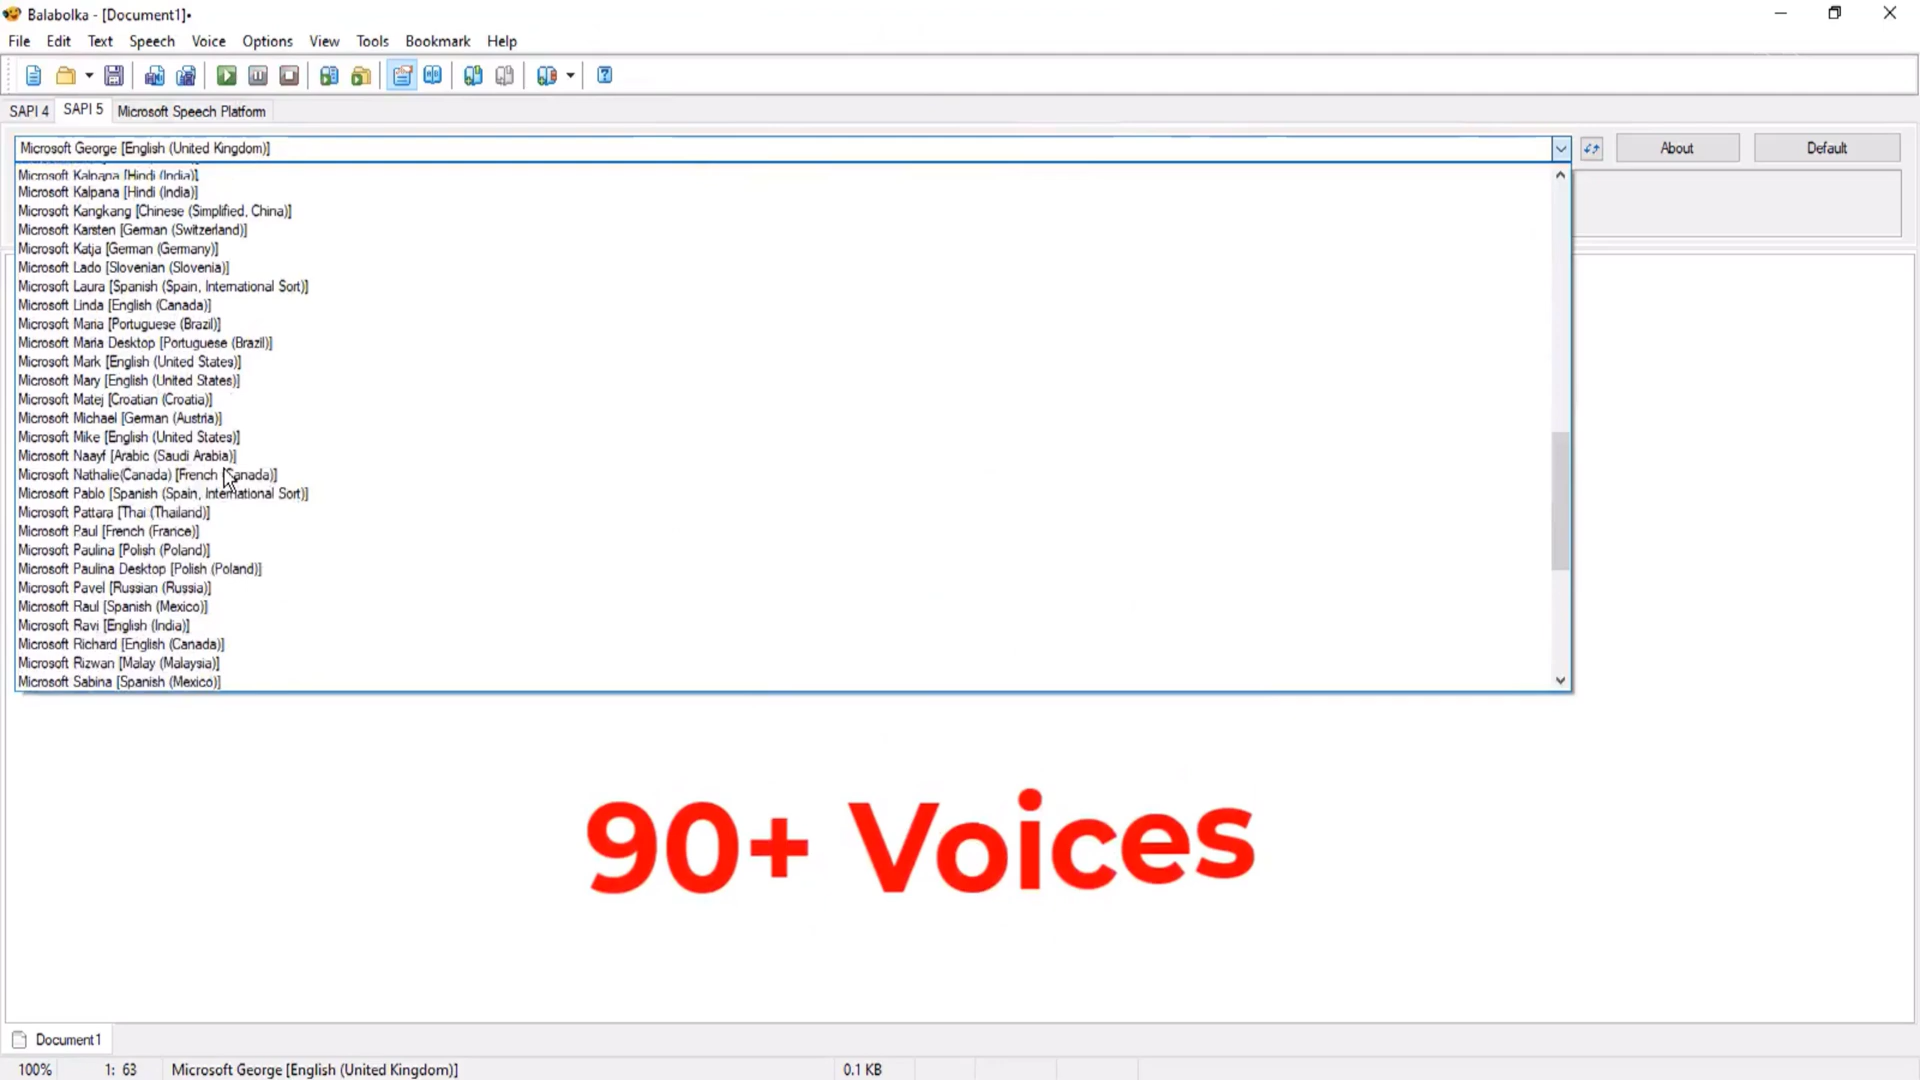 Balabolka - [Document1]•
File Edit Text Speech Voice Options View Tools Bookmark Help
SAPI 4 SAPI 5 Microsoft Speech Platform
Microsoft George [English (United Kingdom)]
About
Default
Microsoft Kalpana [Hindi (India)]
Microsoft Kalpana [Hindi (India)]
Microsoft Kangkang [Chinese (Simplified, China)]
Microsoft Karsten [German (Switzerland)]
Microsoft Katja [German (Germany)]
Microsoft Lado [Slovenian (Slovenia)]
Microsoft Laura [Spanish (Spain, International Sort)]
Microsoft Linda [English (Canada)]
Microsoft Maria [Portuguese (Brazil)]
Microsoft Maria Desktop [Portuguese (Brazil)]
Microsoft Mark [English (United States)]
Microsoft Mary [English (United States)]
Microsoft Matej [Croatian (Croatia)]
Microsoft Michael [German (Austria)]
Microsoft Mike [English (United States)]
Microsoft Naayf [Arabic (Saudi Arabia)]
Microsoft Nathalie(Canada) [French (Canada)]
Microsoft Pablo [Spanish (Spain, International Sort)]
Microsoft Pattara [Thai (Thailand)]
Microsoft Paul [French (France)]
Microsoft Paulina [Polish (Poland)]
Microsoft Paulina Desktop [Polish (Poland)]
Microsoft Pavel [Russian (Russia)]
Microsoft Raul [Spanish (Mexico)]
Microsoft Ravi [English (India)]
Microsoft Richard [English (Canada)]
Microsoft Rizwan [Malay (Malaysia)]
Microsoft Sabina [Spanish (Mexico)]
90+ Voices
Document1
100% 1: 63 Microsoft George [English (United Kingdom)] 0.1 KB